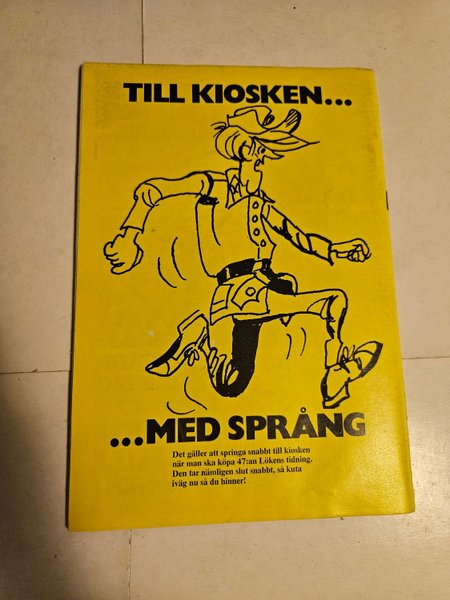 TILL KIOSKEN...
...MED SPRÅNG
Det gäller att springa snabbt till kiosken
när man ska köpa 47:an Lökens tidning.
Den tar nämligen slut snabbt, så kuta
iväg nu så du hinner!